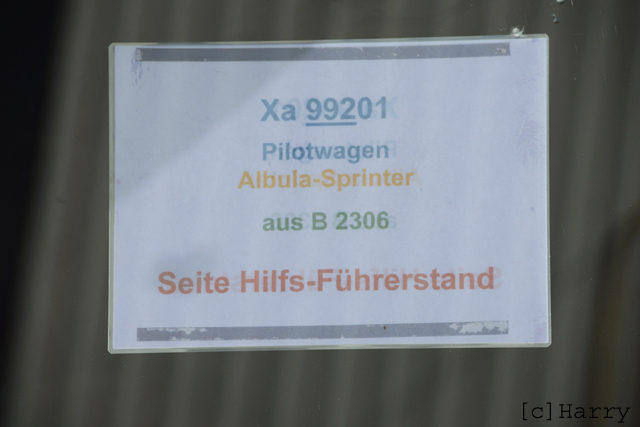 Xa 99201
Pilotwagen
Albula-Sprinter
aus B 2306
Seite Hilfs-Führerstand
[c]Harry